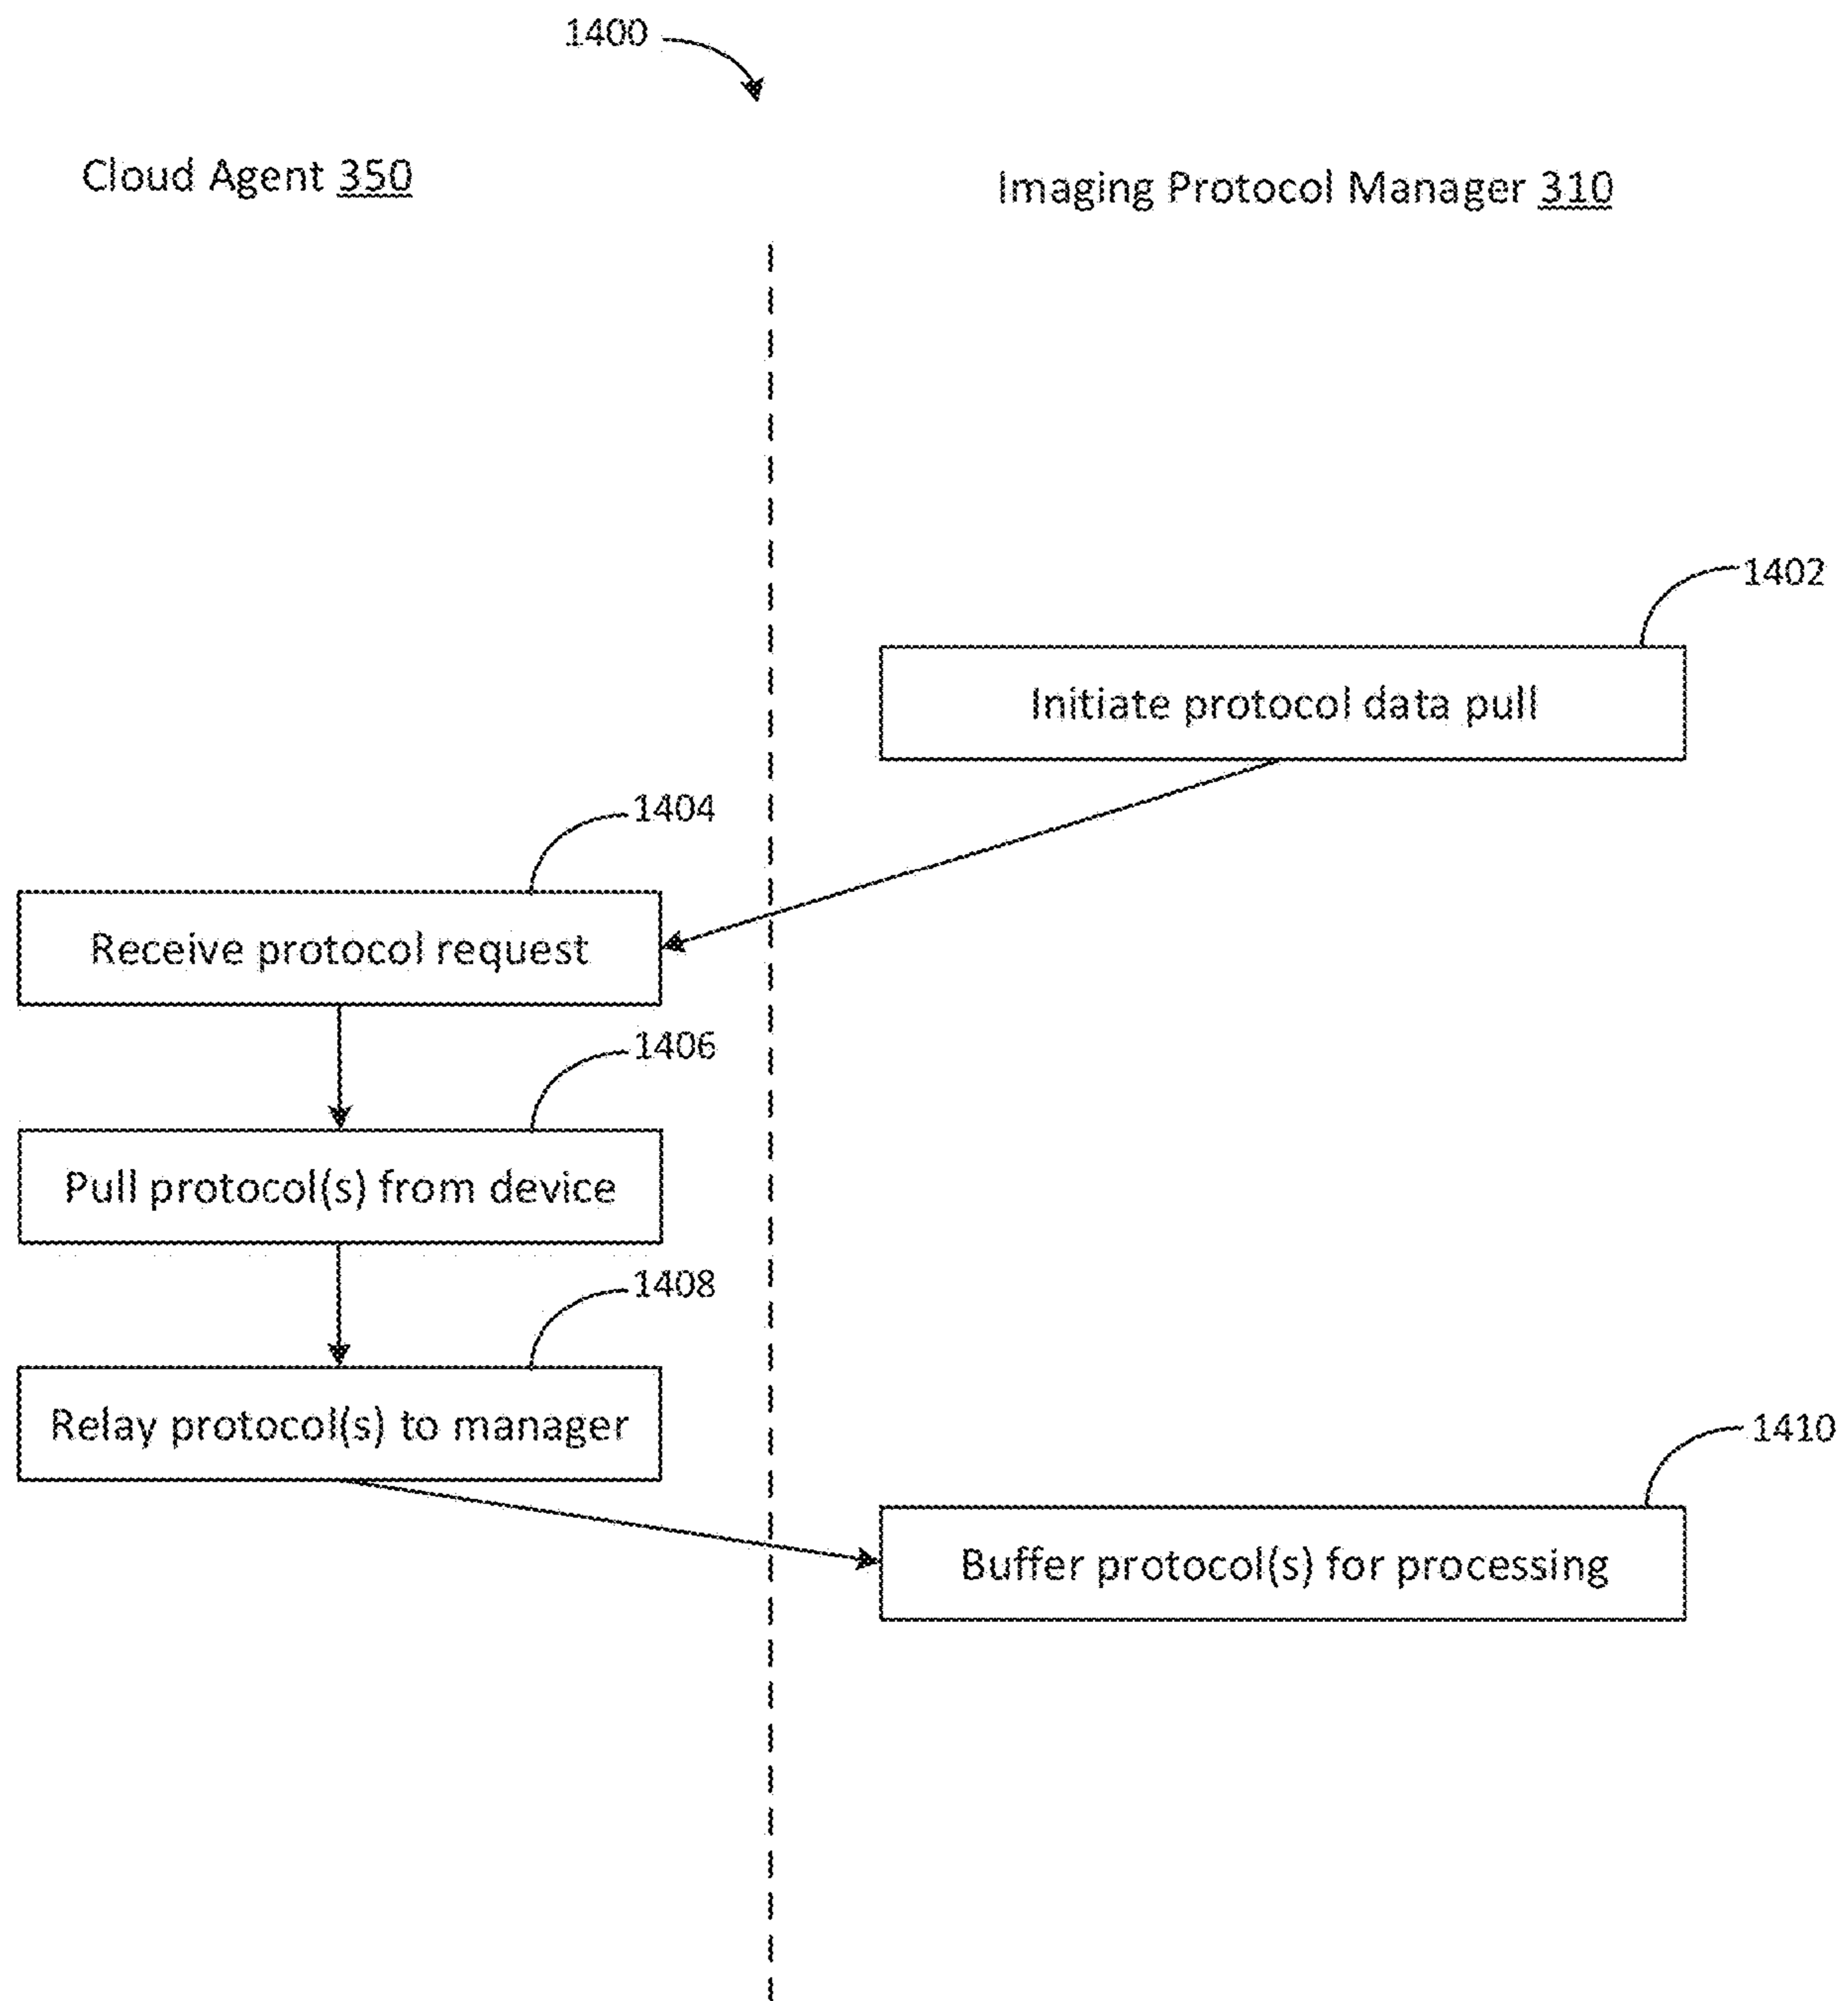 1400
Cloud Agent 350
Imaging Protocol Manager 310
1402
Initiate protocol data pull
1404
Receive protocol request
1406
Pull protocol(s) from device
1408
Relay protocol(s) to manager
1410
Buffer protocol(s) for processing